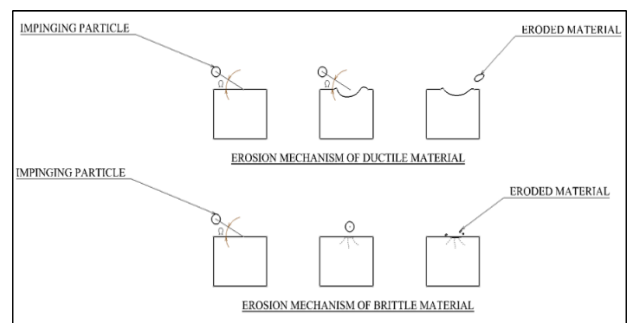 IMPINGING PARTICLE
ERODED MATERIAL
Ω
Ω
EROSION MECHANISM OF DUCTILE MATERIAL
IMPINGING PARTICLE
ERODED MATERIAL
Ω
EROSION MECHANISM OF BRITTLE MATERIAL